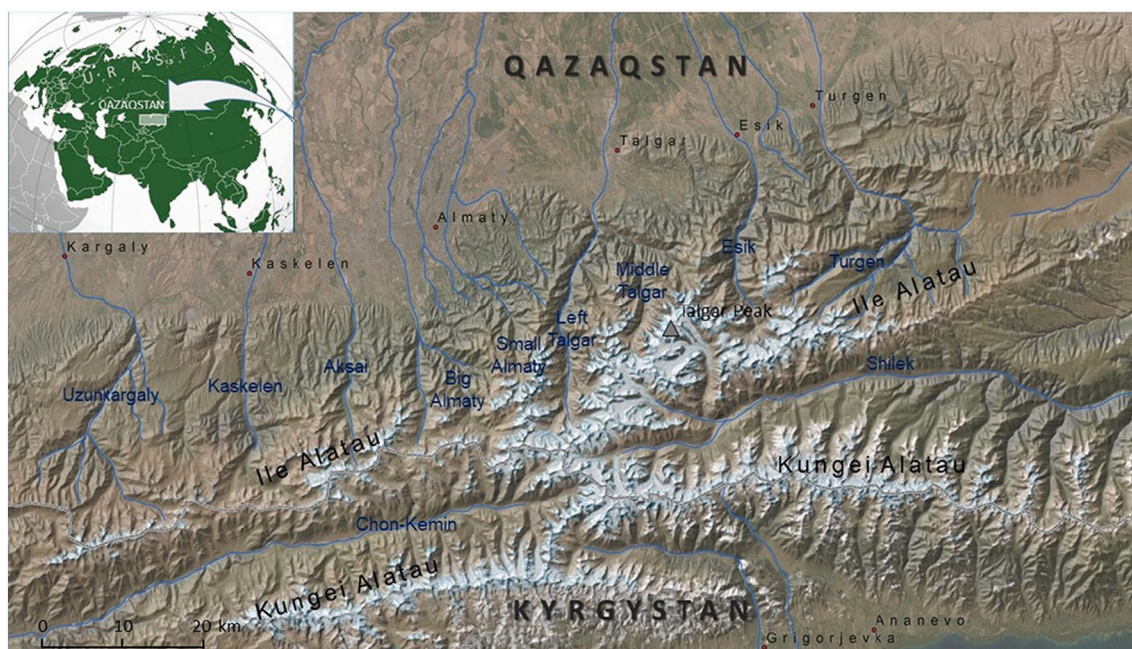 EURASIA
QAZAQSTAN
QAZAQSTAN
Turgen
Esik
Talgar
Almaty
Kargaly
Kaskelen
Esik
Turgen
Middle
Talgar
Ile Alatau
Talgar Peak
Left
Talgar
Small
Almaty
Shilek
Aksai
Kaskelen
Uzunkargaly
Big
Almaty
Ile Alatau
Kungei Alatau
Chon-Kemin
Kungei Alatau
KYRGYSTAN
Ananevo
Grigorjevka
0 10 20 km